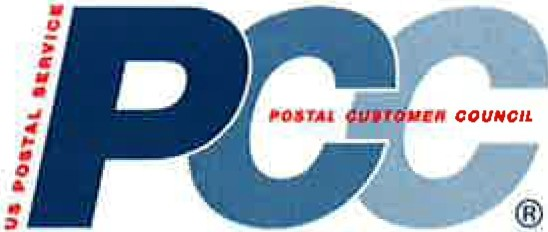 US POSTAL SERVICE
PCC
POSTAL CUSTOMER COUNCIL
®